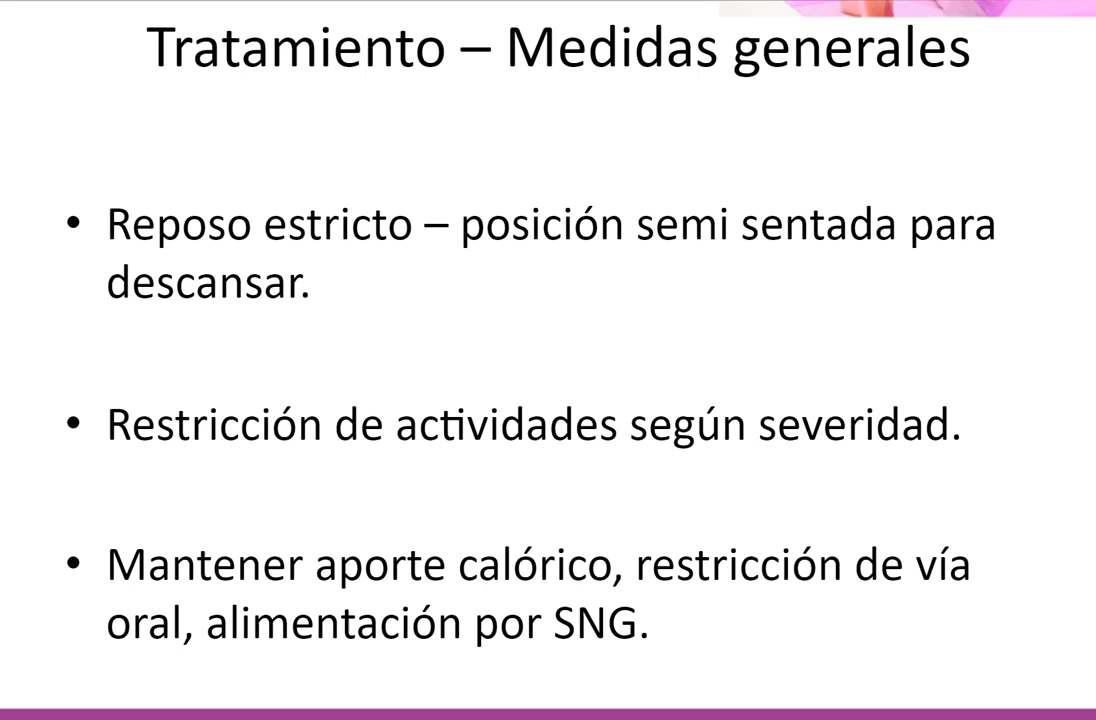 Tratamiento – Medidas generales
• Reposo estricto – posición semi sentada para
descansar.
• Restricción de actividades según severidad.
• Mantener aporte calórico, restricción de vía
oral, alimentación por SNG.